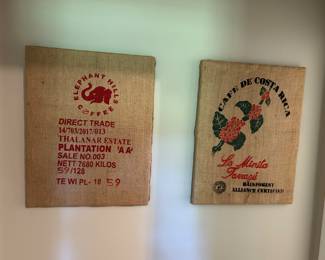 ELEPHANT HILLS
COFFEE
DIRECT TRADE
14/703/2017/013
THALANAR ESTATE
PLANTATION 'AA'
SALE NO.003
NETT 7680 KILOS
59/128
TE WI PL- 18 59
CAFE DE COSTA RICA
La Minita
Tarrazú
RAINFOREST
ALLIANCE CERTIFIED